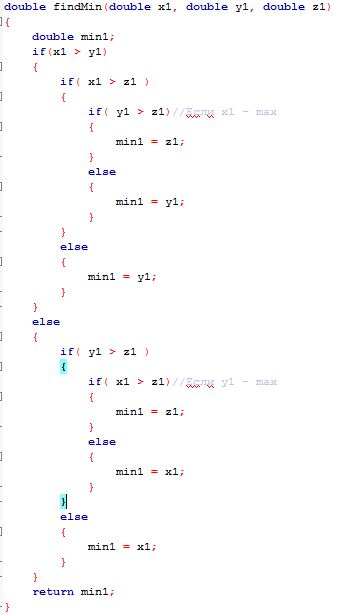 double findMin(double x1, double y1, double z1)
{
    double min1;
    if(x1 > y1)
    {
        if( x1 > z1 )
        {
            if( y1 > z1)//Если x1 - max
            {
                min1 = z1;
            }
            else
            {
                min1 = y1;
            }
        }
        else
        {
            min1 = y1;
        }
    }
    else
    {
        if( y1 > z1 )
        {
            if( x1 > z1)//Если y1 - max
            {
                min1 = z1;
            }
            else
            {
                min1 = x1;
            }
        }
        else
        {
            min1 = x1;
        }
    }
    return min1;
}